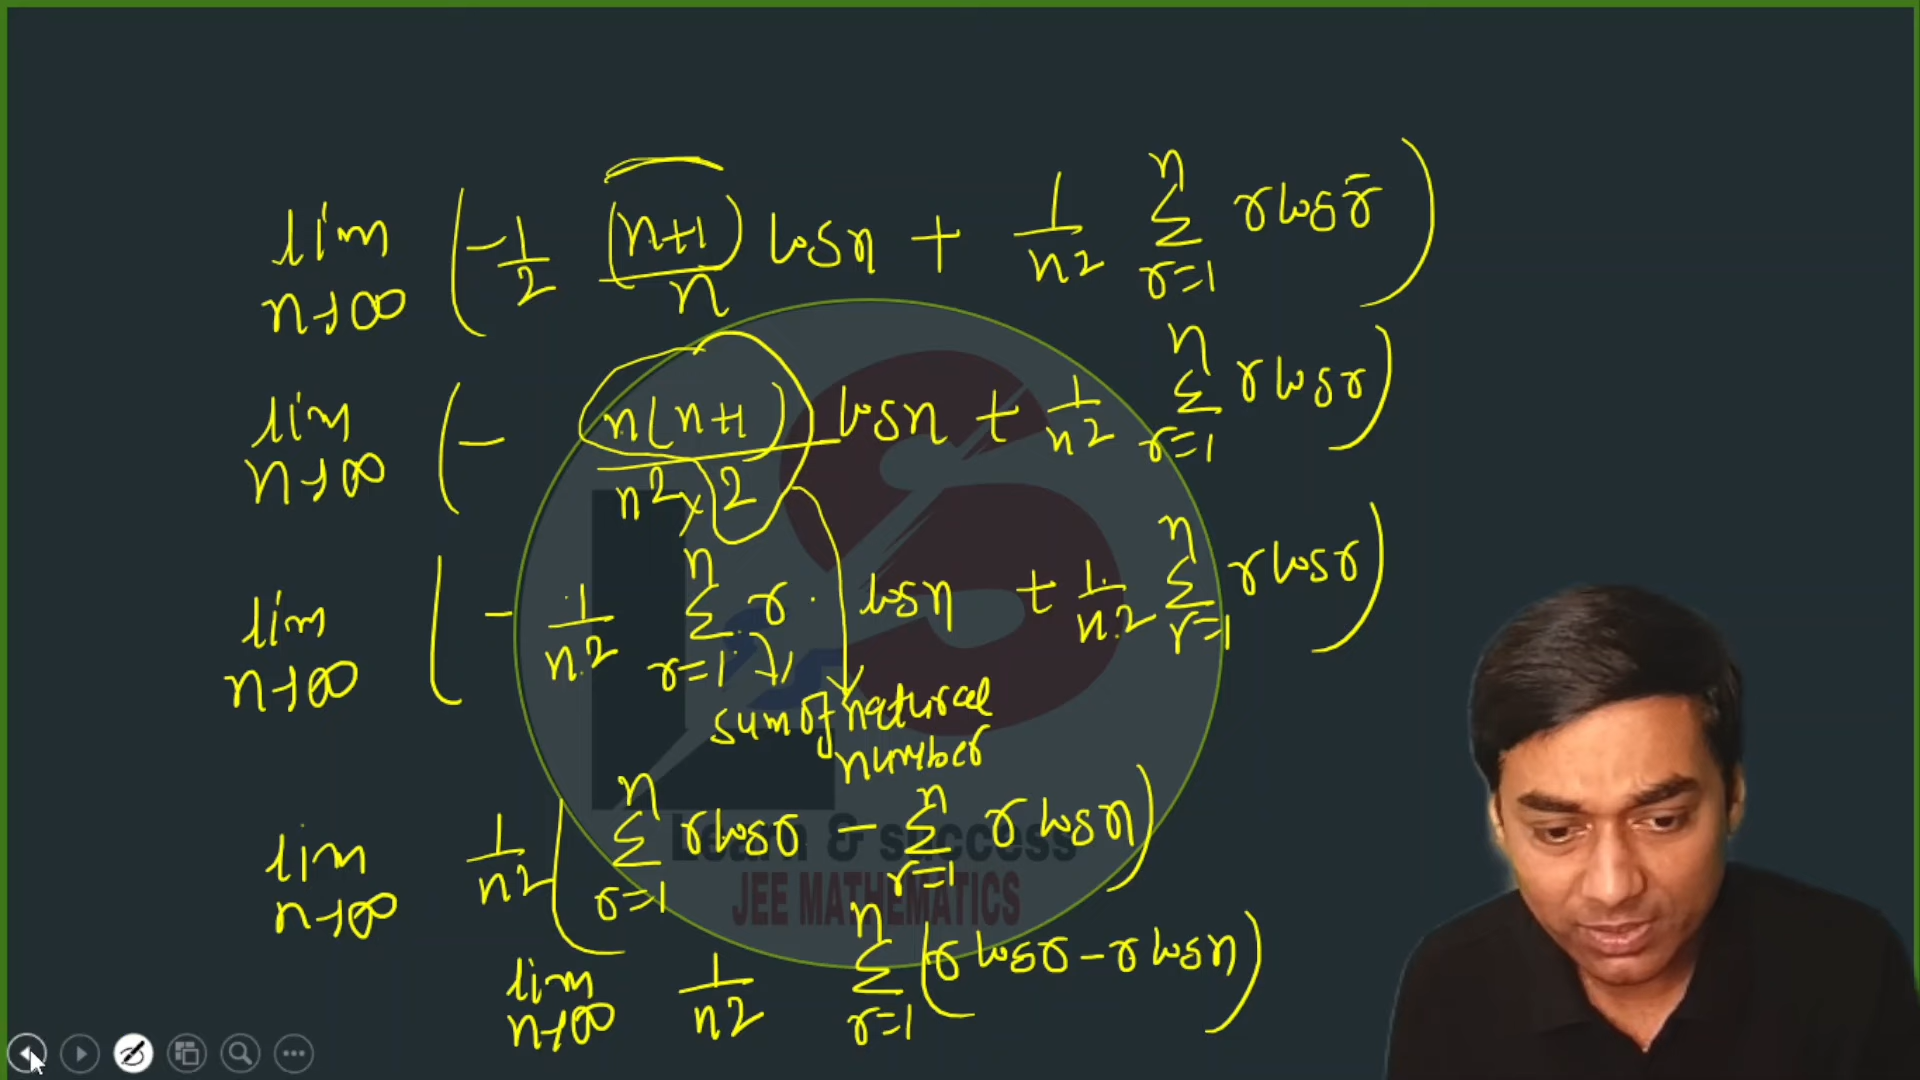 lim n→∞ ( -1/2 (n+1)/n log n + 1/n2 n Σ r=1 r log r )
lim n→∞ ( - n(n+1)/n2×2 log n + 1/n2 n Σ r=1 r log r )
lim n→∞ ( - 1/n2 n Σ r=1 r . log n + 1/n2 n Σ r=1 r log r )
sum of natural
number
lim n→∞ 1/n2 ( n Σ r=1 r log r - n Σ r=1 r log n )
Learn & success
JEE MATHEMATICS
lim n→∞ 1/n2 n Σ r=1 ( r log r - r log n )